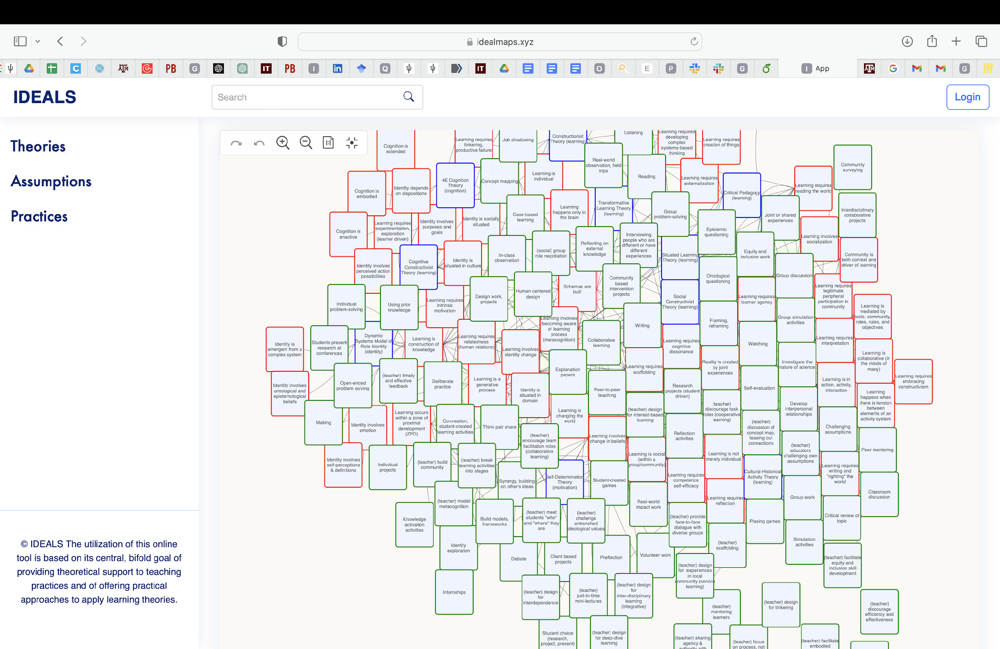 idealmaps.xyz
App
IDEALS
Search
Login
Theories
Assumptions
Practices
© IDEALS The utilization of this online
tool is based on its central, bifold goal of
providing theoretical support to teaching
practices and of offering practical
approaches to apply learning theories.
Cognition is
extended
Learning requires
tinkering,
productive failure
Job shadowing
Constructionist
Theory (learning)
Listening
Learning requires
developing
complex
systems-based
thinking
Learning requires
creation of things
Real-world
observation, field
trips
Community
surveying
Cognition is
embodied
Identity depends
on dispositions
4E Cognition
Theory
(cognition)
Concept mapping
Learning is
individual
Reading
Learning requires
externalization
Critical Pedagogy
(learning)
Learning requires
reading the world
Cognition is
enactive
Learning requires
experimentation,
exploration
(learner driven)
Identity involves
purposes and
goals
Identity is socially
situated
Case-based
learning
Learning
happens only in
the brain
Transformative
Learning Theory
(learning)
Group
problem-solving
Epistemic
questioning
Joint or shared
experiences
Interdisciplinary
collaborative
projects
Learning involves
socialization
Identity involves
perceived action
possibilities
Cognitive
Constructivist
Theory (learning)
Identity is
situated in culture
In-class
observation
(social) group
role negotiation
Reflecting on
external
knowledge
Interviewing
people who are
different or have
different
experiences
Situated Learning
Theory (learning)
Equity and
inclusion work
Community is
both context and
driver of learning
Individual
problem-solving
Using prior
knowledge
Learning requires
intrinsic
motivation
Design work,
projects
Human centered
design
Schemas are
built
Community
based
intervention
projects
Social
Constructivist
Theory (learning)
Ontological
questioning
Learning requires
learner agency
Group discussion
Learning requires
legitimate
peripheral
participation in
community
Learning is
mediated by
tools, community,
roles, rules, and
objectives
Identity is
emergent from a
complex system
Students present
research at
conferences
Dynamic
Systems Model of
Role Identity
(identity)
Learning is
construction of
knowledge
Learning requires
relatedness
(human relations)
Learning involves
identity change
Learning involves
becoming aware
of learning
process
(metacognition)
Collaborative
learning
Writing
Learning requires
cognitive
dissonance
Framing,
reframing
Watching
Group simulation
activities
Learning requires
interpretation
Learning is
collaborative (in
the minds of
many)
Identity involves
ontological and
epistemological
beliefs
Open-ended
problem solving
(teacher) timely
and effective
feedback
Deliberate
practice
Learning is a
generative
process
Identity is
situated in
domain
Explanation
papers
Peer-to-peer
teaching
Learning requires
scaffolding
Research
projects (student
driven)
Reality is created
by joint
experiences
Self-evaluation
Investigate the
nature of science
Learning is in
action, activity,
interaction
Learning
happens when
there is tension
between
elements of an
activity system
Learning requires
embracing
constructivism
Making
Identity involves
emotion
Learning occurs
within a zone of
proximal
development
(ZPD)
Co-creation,
student-created
learning activities
Think pair share
(teacher)
encourage team
facilitation roles
(collaborative
learning)
Learning is
changing the
world
Learning involves
change in beliefs
(teacher) design
for interest-based
learning
Reflection
activities
(teacher)
discourage task
roles (cooperative
learning)
(teacher)
discussion of
concept map,
teasing out
connections
Develop
interpersonal
relationships
Challenging
assumptions
Peer mentoring
Identity involves
self-perceptions
& definitions
Individual
projects
(teacher) build
community
(teacher) break
learning activities
into stages
Synergy, building
on other's ideas
Self-Determination
Theory
(motivation)
Student-created
games
Learning is social
(within a
group/community)
Learning requires
competence
self-efficacy
Learning is not
merely individual
Cultural-Historical
Activity Theory
(learning)
(teacher)
educators
challenging own
assumptions
Learning requires
writing and
"righting" the
world
Classroom
discussion
Knowledge
activation
activities
(teacher) model
metacognition
Build models,
frameworks
(teacher) meet
students "who"
and "where" they
are
(teacher)
challenge
entrenched
ideological values
Real-world
impact work
(teacher) provide
face-to-face
dialogue with
diverse groups
Learning requires
reflection
Playing games
Group work
Critical review of
topic
Identity
exploration
Debate
Client based
projects
Preflection
Volunteer work
(teacher)
scaffolding
Simulation
activities
(teacher) facilitate
equity and
inclusion skill
development
Internships
(teacher) design
for
interdependence
(teacher)
just-in-time
mini-lectures
(teacher) design
for
inter-disciplinary
learning
(integrative)
(teacher) design
for experiences
in local
community (service
learning)
(teacher)
mentoring
learners
(teacher) design
for tinkering
(teacher)
discourage
efficiency and
effectiveness
Student choice
(research,
project, present)
(teacher) design
for deep-dive
learning
(teacher) sharing
agency &
authority with
(teacher) focus
on process, not
(teacher) facilitate
embodied